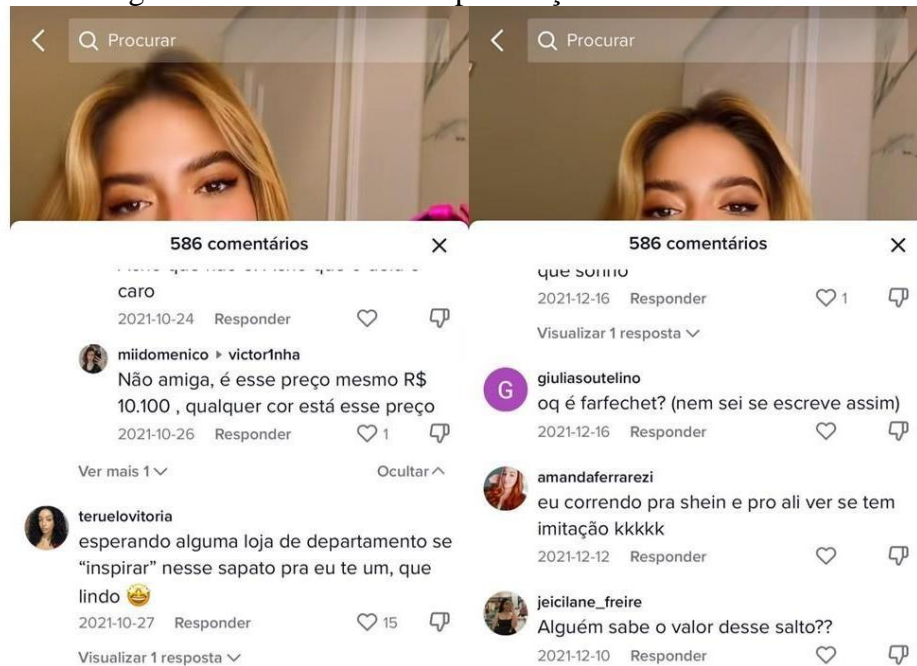 Procurar
586 comentários
caro
2021-10-24 Responder
miidomenico ▸ victor1nha
Não amiga, é esse preço mesmo R$
10.100 , qualquer cor está esse preço
2021-10-26 Responder 1
Ver mais 1
Ocultar
teruelovitoria
esperando alguma loja de departamento se
“inspirar” nesse sapato pra eu te um, que
lindo 🤩
2021-10-27 Responder 15
Visualizar 1 resposta
Procurar
586 comentários
que sonho
2021-12-16 Responder 1
Visualizar 1 resposta
G
giuliasoutelino
oq é farfechet? (nem sei se escreve assim)
2021-12-16 Responder
amandaferrarezi
eu correndo pra shein e pro ali ver se tem
imitação kkkkk
2021-12-12 Responder
jeicilane_freire
Alguém sabe o valor desse salto??
2021-12-10 Responder